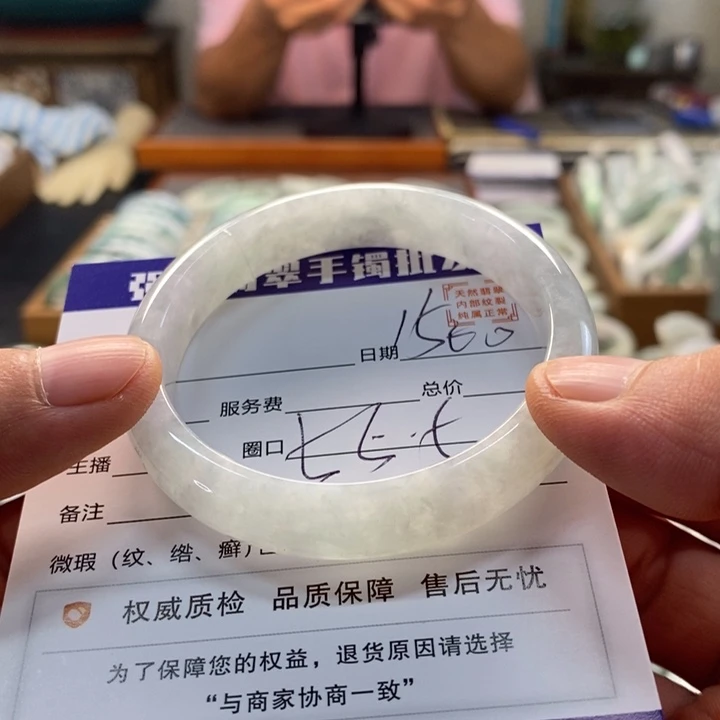 翠手镯批发
天然翡翠
内部纹裂
纯属正常
日期 1500
服务费 总价
圈口
主播
备注
微瑕（纹、绺、癣）
权威质检 品质保障 售后无忧
为了保障您的权益，退货原因请选择
“与商家协商一致”